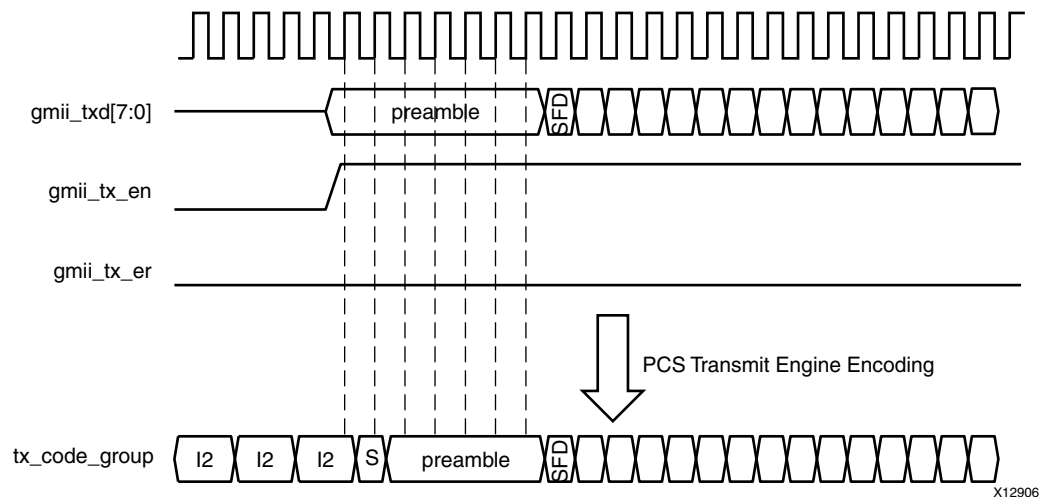 gmii_txd[7:0] preamble SFD
gmii_tx_en
gmii_tx_er
PCS Transmit Engine Encoding
tx_code_group I2 I2 I2 S preamble SFD
X12906